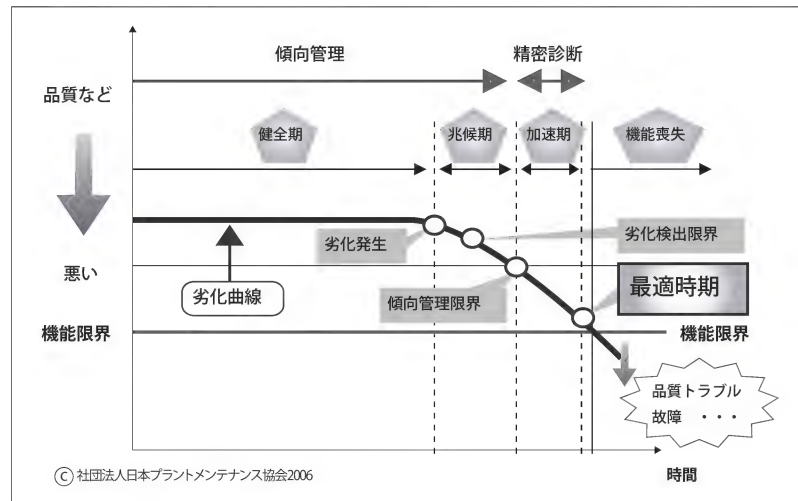 傾向管理
精密診断
品質など
健全期
兆候期
加速期
機能喪失
劣化発生
劣化検出限界
悪い
劣化曲線
傾向管理限界
最適時期
機能限界
機能限界
品質トラブル
故障 ・・・
©社団法人日本プラントメンテナンス協会2006
時間